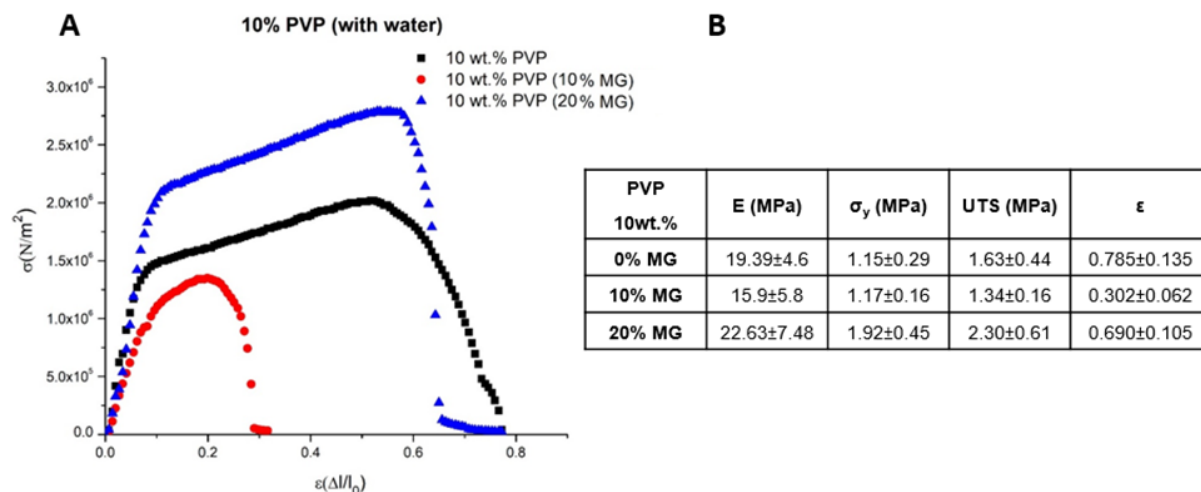 A
10% PVP (with water)
B
10 wt.% PVP
10 wt.% PVP (10% MG)
10 wt.% PVP (20% MG)
3.0x10⁶
2.5x10⁶
2.0x10⁶
1.5x10⁶
1.0x10⁶
5.0x10⁵
0.0
σ(N/m²)
0.0 0.2 0.4 0.6 0.8
ε(Δl/l₀)
PVP 10wt.% E (MPa) σy (MPa) UTS (MPa) ε
0% MG 19.39±4.6 1.15±0.29 1.63±0.44 0.785±0.135
10% MG 15.9±5.8 1.17±0.16 1.34±0.16 0.302±0.062
20% MG 22.63±7.48 1.92±0.45 2.30±0.61 0.690±0.105